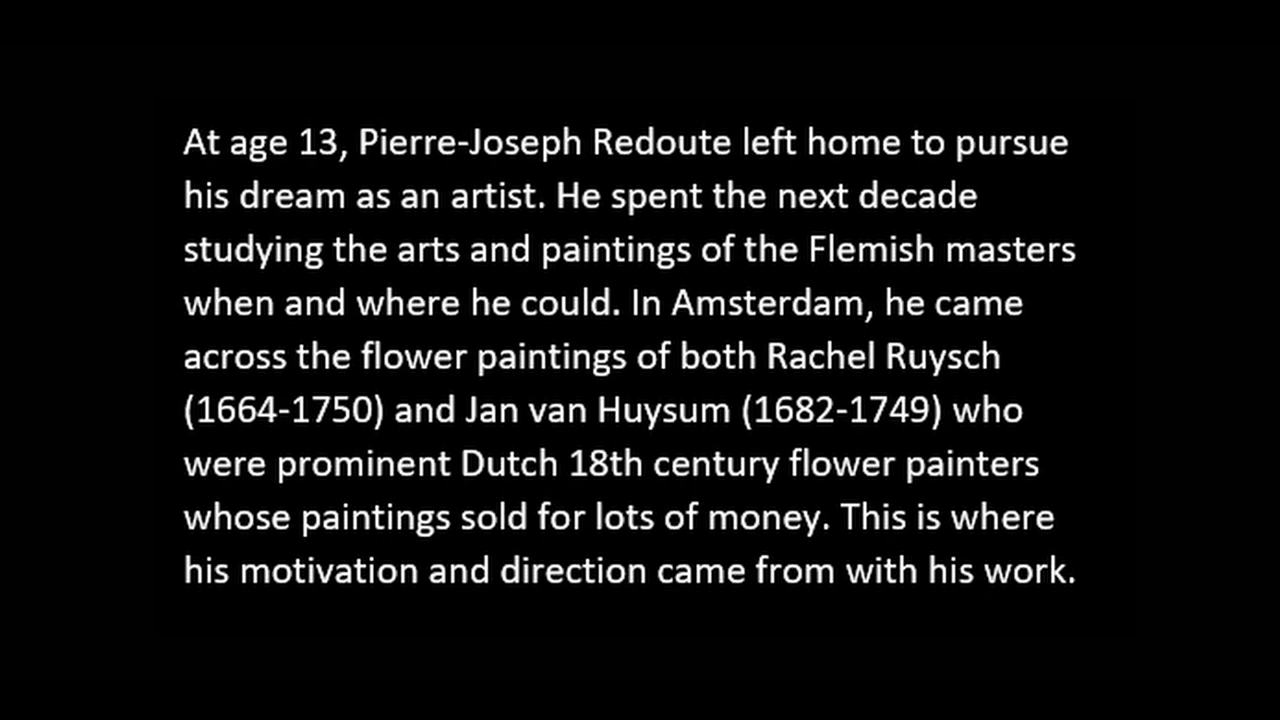 At age 13, Pierre-Joseph Redoute left home to pursue
his dream as an artist. He spent the next decade
studying the arts and paintings of the Flemish masters
when and where he could. In Amsterdam, he came
across the flower paintings of both Rachel Ruysch
(1664-1750) and Jan van Huysum (1682-1749) who
were prominent Dutch 18th century flower painters
whose paintings sold for lots of money. This is where
his motivation and direction came from with his work.